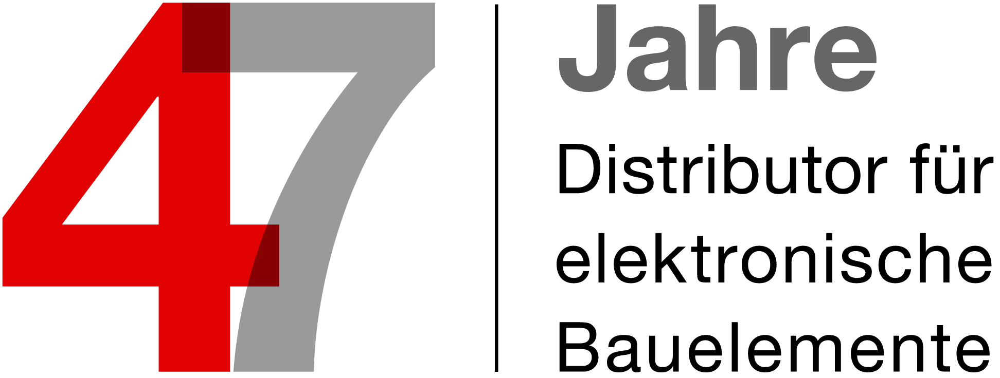 47
Jahre
Distributor für
elektronische
Bauelemente